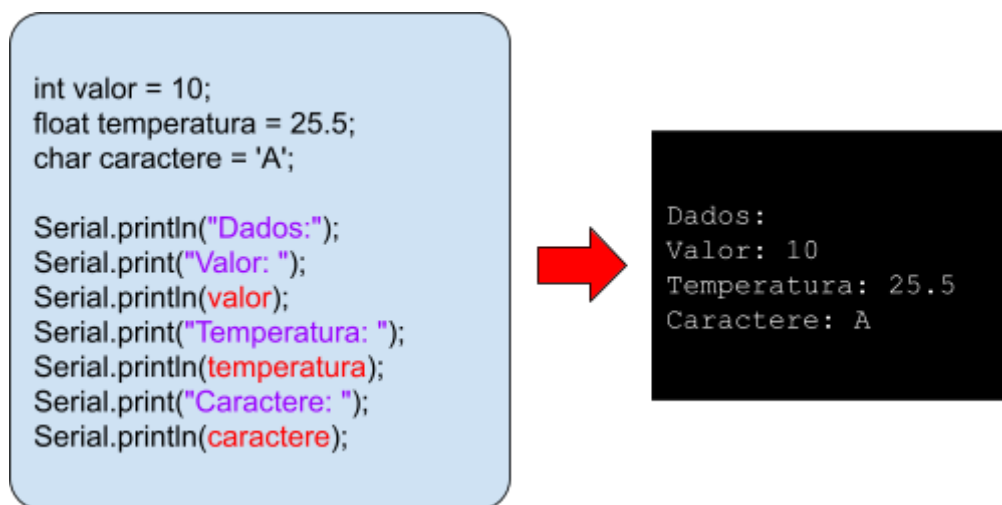 int valor = 10;
float temperatura = 25.5;
char caractere = 'A';
Serial.println("Dados:");
Serial.print("Valor: ");
Serial.println(valor);
Serial.print("Temperatura: ");
Serial.println(temperatura);
Serial.print("Caractere: ");
Serial.println(caractere);
Dados:
Valor: 10
Temperatura: 25.5
Caractere: A